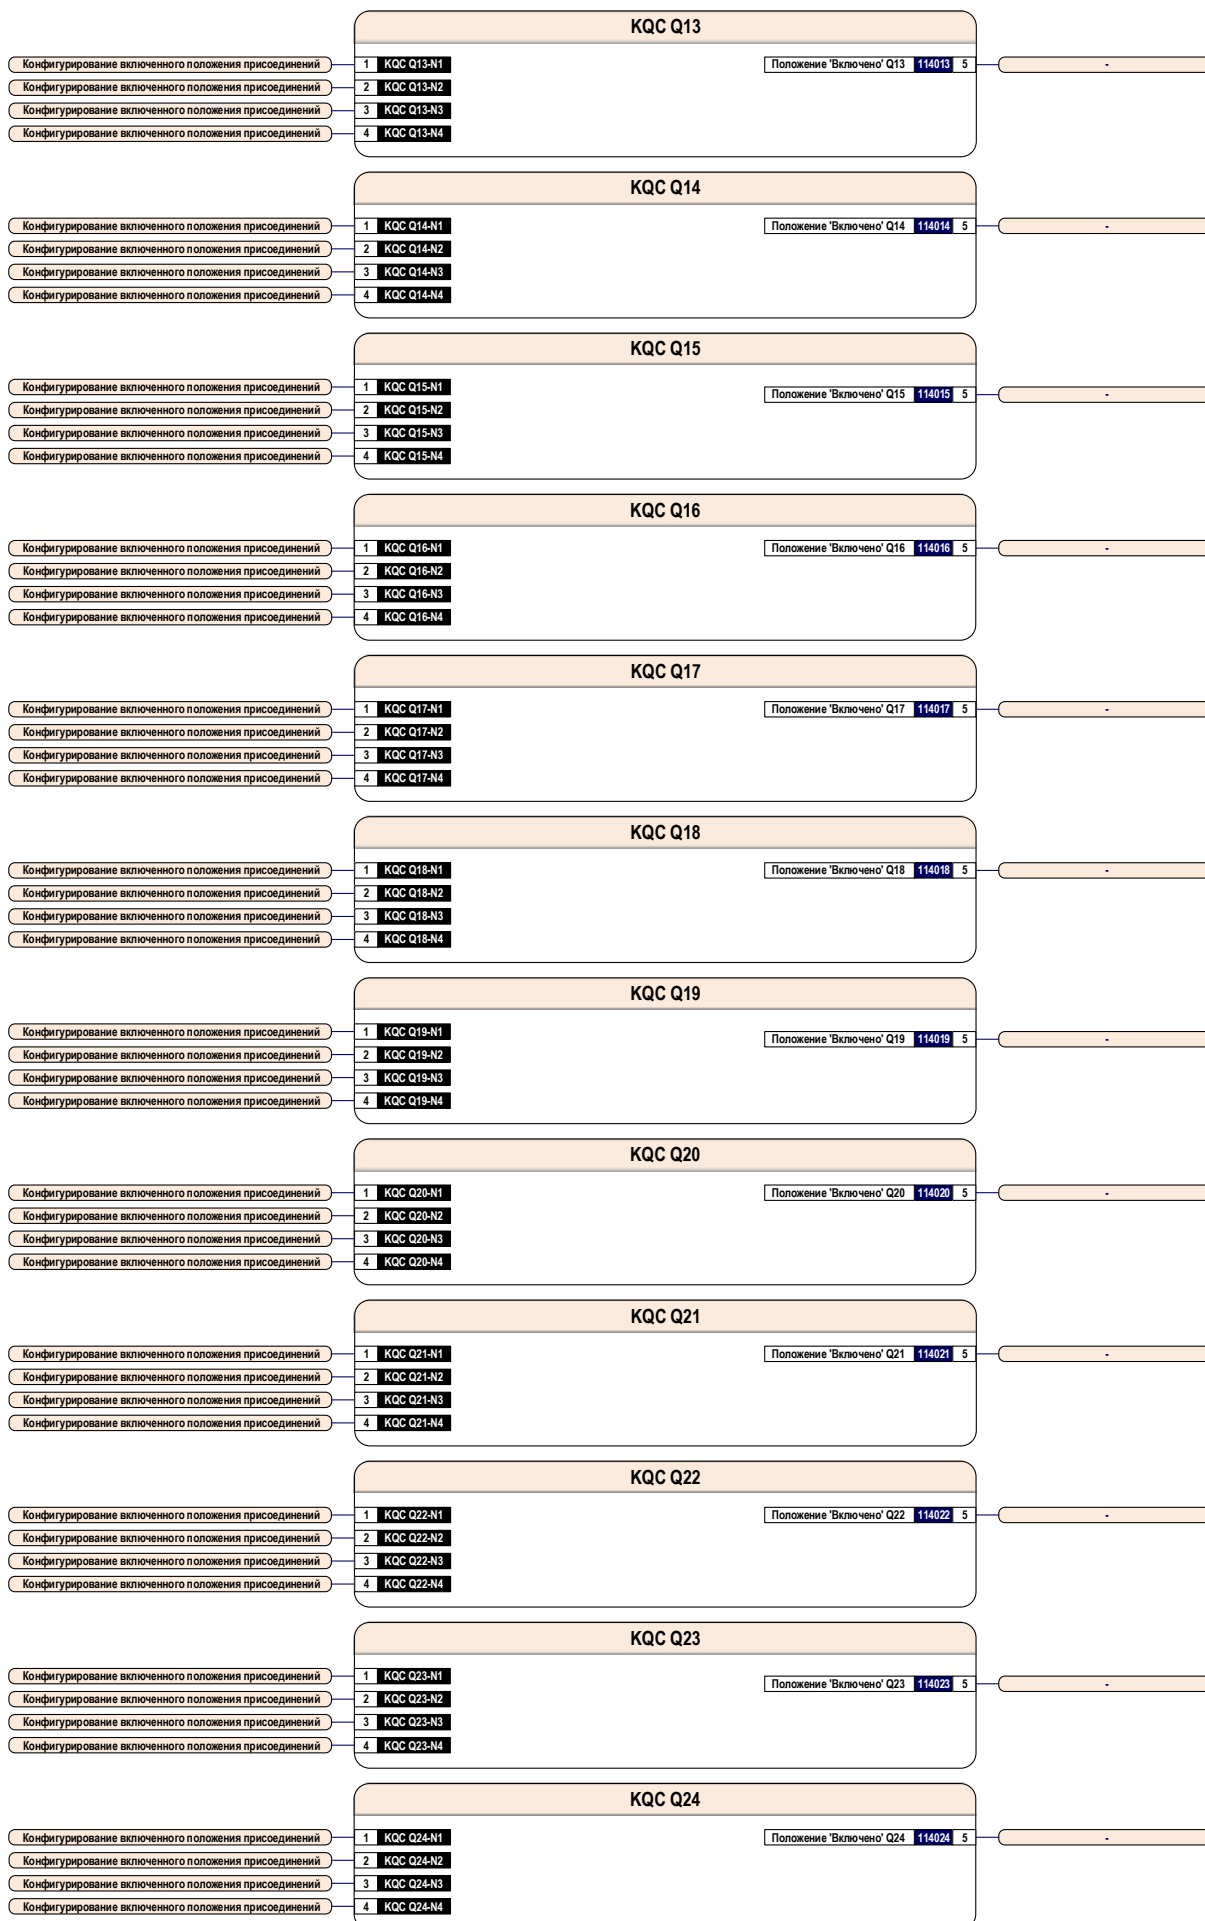 KQC Q13
Конфигурирование включенного положения присоединений 1 KQC Q13-N1 Положение 'Включено' Q13 114013 5 -
Конфигурирование включенного положения присоединений 2 KQC Q13-N2
Конфигурирование включенного положения присоединений 3 KQC Q13-N3
Конфигурирование включенного положения присоединений 4 KQC Q13-N4
KQC Q14
Конфигурирование включенного положения присоединений 1 KQC Q14-N1 Положение 'Включено' Q14 114014 5 -
Конфигурирование включенного положения присоединений 2 KQC Q14-N2
Конфигурирование включенного положения присоединений 3 KQC Q14-N3
Конфигурирование включенного положения присоединений 4 KQC Q14-N4
KQC Q15
Конфигурирование включенного положения присоединений 1 KQC Q15-N1 Положение 'Включено' Q15 114015 5 -
Конфигурирование включенного положения присоединений 2 KQC Q15-N2
Конфигурирование включенного положения присоединений 3 KQC Q15-N3
Конфигурирование включенного положения присоединений 4 KQC Q15-N4
KQC Q16
Конфигурирование включенного положения присоединений 1 KQC Q16-N1 Положение 'Включено' Q16 114016 5 -
Конфигурирование включенного положения присоединений 2 KQC Q16-N2
Конфигурирование включенного положения присоединений 3 KQC Q16-N3
Конфигурирование включенного положения присоединений 4 KQC Q16-N4
KQC Q17
Конфигурирование включенного положения присоединений 1 KQC Q17-N1 Положение 'Включено' Q17 114017 5 -
Конфигурирование включенного положения присоединений 2 KQC Q17-N2
Конфигурирование включенного положения присоединений 3 KQC Q17-N3
Конфигурирование включенного положения присоединений 4 KQC Q17-N4
KQC Q18
Конфигурирование включенного положения присоединений 1 KQC Q18-N1 Положение 'Включено' Q18 114018 5 -
Конфигурирование включенного положения присоединений 2 KQC Q18-N2
Конфигурирование включенного положения присоединений 3 KQC Q18-N3
Конфигурирование включенного положения присоединений 4 KQC Q18-N4
KQC Q19
Конфигурирование включенного положения присоединений 1 KQC Q19-N1 Положение 'Включено' Q19 114019 5 -
Конфигурирование включенного положения присоединений 2 KQC Q19-N2
Конфигурирование включенного положения присоединений 3 KQC Q19-N3
Конфигурирование включенного положения присоединений 4 KQC Q19-N4
KQC Q20
Конфигурирование включенного положения присоединений 1 KQC Q20-N1 Положение 'Включено' Q20 114020 5 -
Конфигурирование включенного положения присоединений 2 KQC Q20-N2
Конфигурирование включенного положения присоединений 3 KQC Q20-N3
Конфигурирование включенного положения присоединений 4 KQC Q20-N4
KQC Q21
Конфигурирование включенного положения присоединений 1 KQC Q21-N1 Положение 'Включено' Q21 114021 5 -
Конфигурирование включенного положения присоединений 2 KQC Q21-N2
Конфигурирование включенного положения присоединений 3 KQC Q21-N3
Конфигурирование включенного положения присоединений 4 KQC Q21-N4
KQC Q22
Конфигурирование включенного положения присоединений 1 KQC Q22-N1 Положение 'Включено' Q22 114022 5 -
Конфигурирование включенного положения присоединений 2 KQC Q22-N2
Конфигурирование включенного положения присоединений 3 KQC Q22-N3
Конфигурирование включенного положения присоединений 4 KQC Q22-N4
KQC Q23
Конфигурирование включенного положения присоединений 1 KQC Q23-N1 Положение 'Включено' Q23 114023 5 -
Конфигурирование включенного положения присоединений 2 KQC Q23-N2
Конфигурирование включенного положения присоединений 3 KQC Q23-N3
Конфигурирование включенного положения присоединений 4 KQC Q23-N4
KQC Q24
Конфигурирование включенного положения присоединений 1 KQC Q24-N1 Положение 'Включено' Q24 114024 5 -
Конфигурирование включенного положения присоединений 2 KQC Q24-N2
Конфигурирование включенного положения присоединений 3 KQC Q24-N3
Конфигурирование включенного положения присоединений 4 KQC Q24-N4